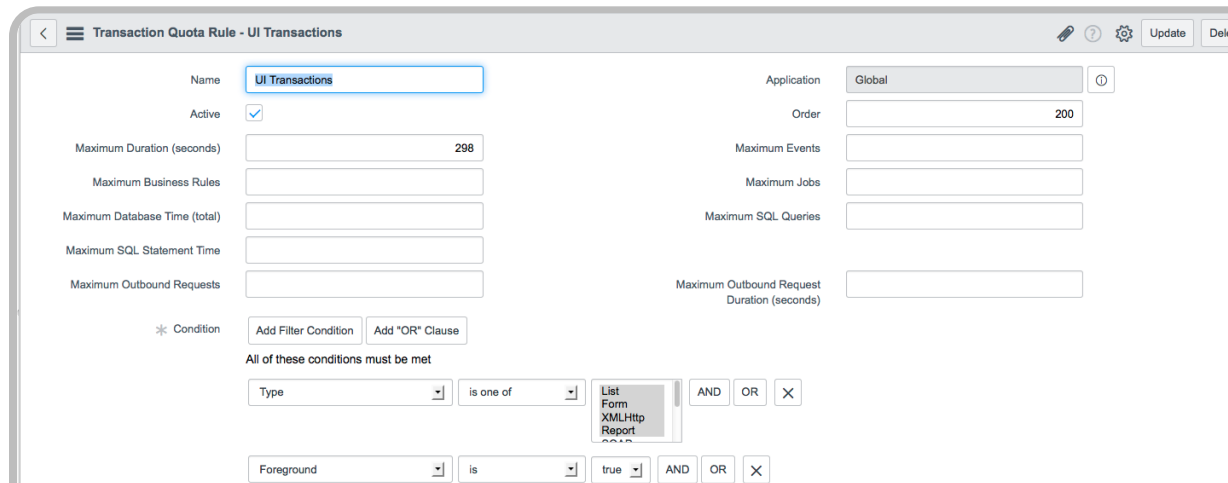 Transaction Quota Rule - UI Transactions
Update
Name
UI Transactions
Application
Global
Active
Order
200
Maximum Duration (seconds)
298
Maximum Events
Maximum Business Rules
Maximum Jobs
Maximum Database Time (total)
Maximum SQL Queries
Maximum SQL Statement Time
Maximum Outbound Requests
Maximum Outbound Request
Duration (seconds)
Condition
Add Filter Condition
Add "OR" Clause
All of these conditions must be met
Type
is one of
List
Form
XMLHttp
Report
AND
OR
Foreground
is
true
AND
OR